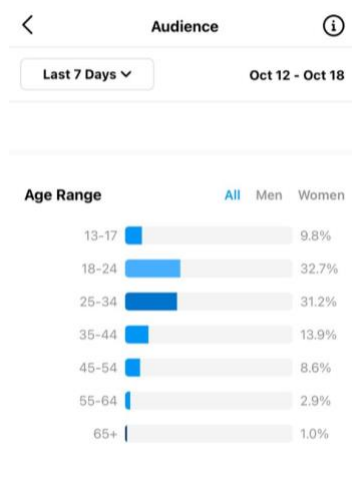 Audience
Last 7 Days Oct 12 - Oct 18
Age Range All Men Women
13-17 9.8%
18-24 32.7%
25-34 31.2%
35-44 13.9%
45-54 8.6%
55-64 2.9%
65+ 1.0%